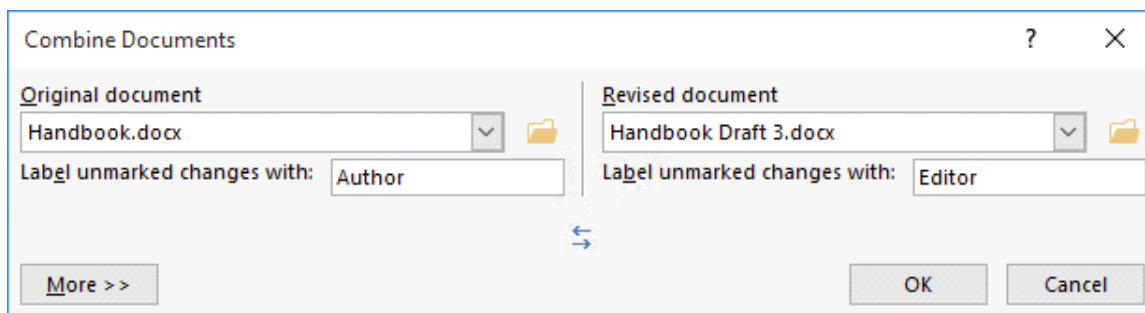 Combine Documents ?
Original document
Handbook.docx
Label unmarked changes with: Author
Revised document
Handbook Draft 3.docx
Label unmarked changes with: Editor
More >> OK Cancel